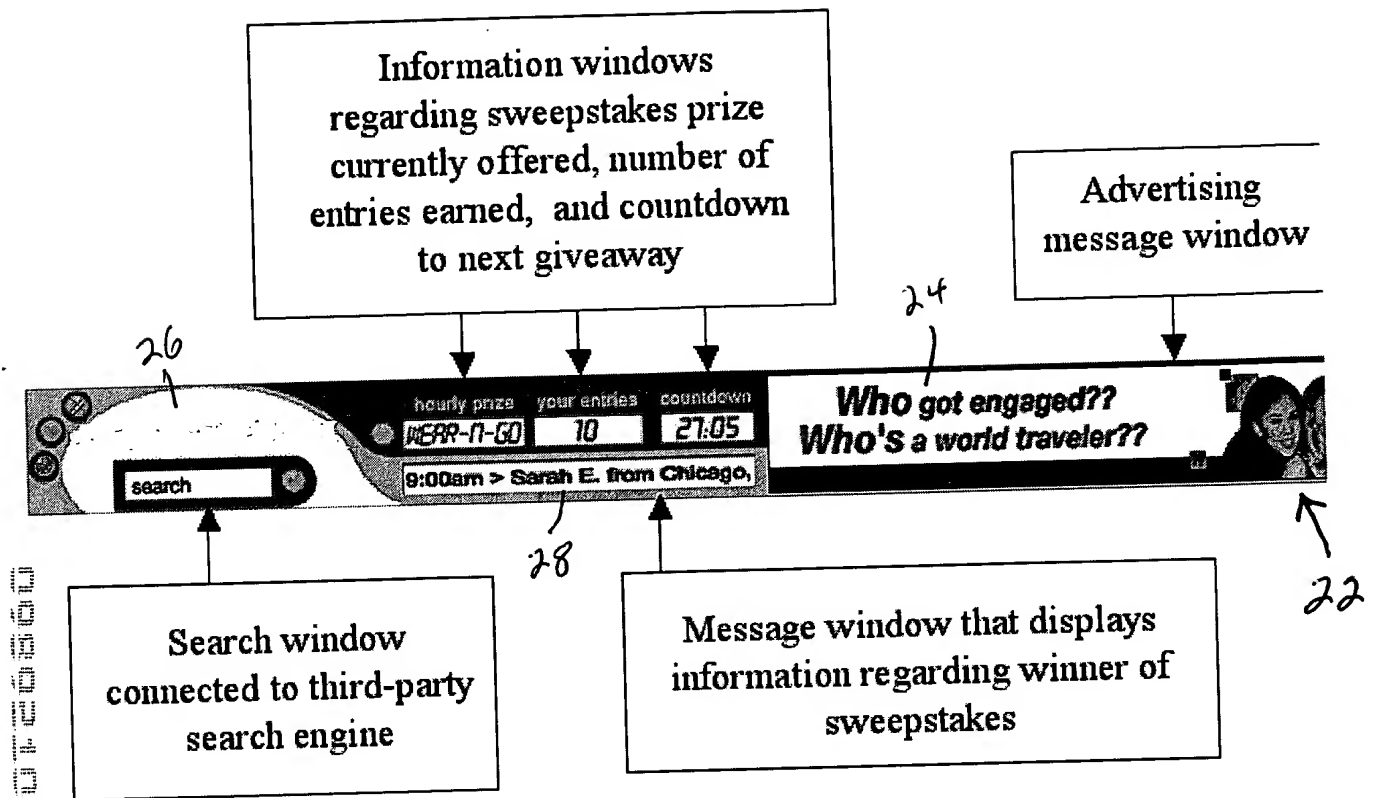 Information windows
regarding sweepstakes prize
currently offered, number of
entries earned, and countdown
to next giveaway
Advertising
message window
24
26
hourly prize
your entries
countdown
WEAR-N-GO
10
27:05
Who got engaged??
Who's a world traveler??
search
9:00am > Sarah E. from Chicago,
28
22
Search window
connected to third-party
search engine
Message window that displays
information regarding winner of
sweepstakes